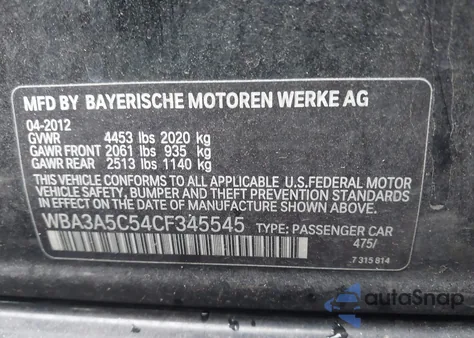 MFD BY BAYERISCHE MOTOREN WERKE AG
04-2012
GVWR 4453 lbs 2020 kg
GAWR FRONT 2061 lbs 935 kg
GAWR REAR 2513 lbs 1140 kg
THIS VEHICLE CONFORMS TO ALL APPLICABLE U.S.FEDERAL MOTOR
VEHICLE SAFETY, BUMPER AND THEFT PREVENTION STANDARDS
IN EFFECT ON THE DATE OF MANUFACTURE SHOWN ABOVE.
WBA3A5C54CF345545 TYPE: PASSENGER CAR
475/
7 315 814
autoSnap